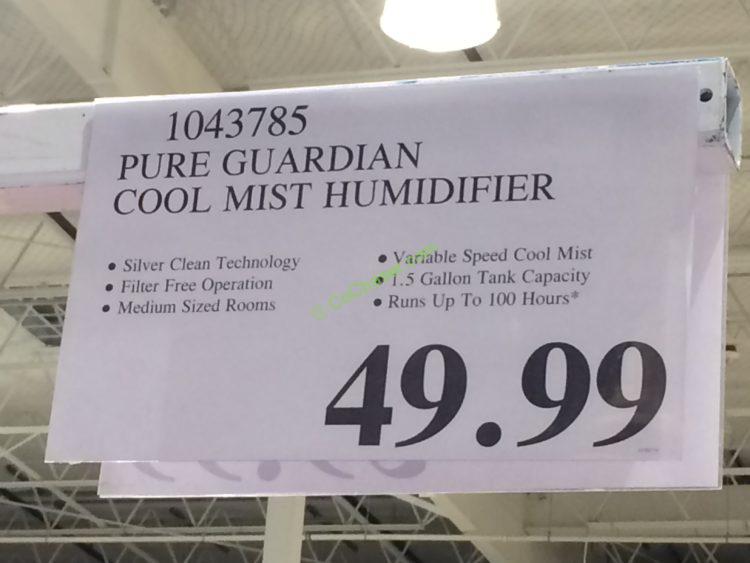 1043785
PURE GUARDIAN
COOL MIST HUMIDIFIER
• Silver Clean Technology
• Filter Free Operation
• Medium Sized Rooms
• Variable Speed Cool Mist
• 1.5 Gallon Tank Capacity
• Runs Up To 100 Hours*
49.99